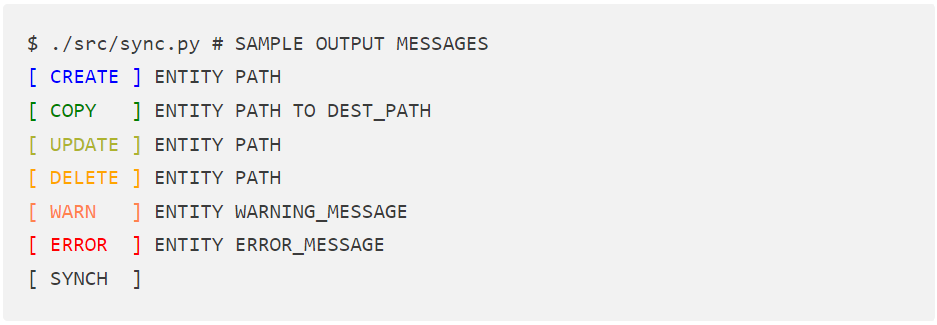 $ ./src/sync.py # SAMPLE OUTPUT MESSAGES
[ CREATE ] ENTITY PATH
[ COPY   ] ENTITY PATH TO DEST_PATH
[ UPDATE ] ENTITY PATH
[ DELETE ] ENTITY PATH
[ WARN   ] ENTITY WARNING_MESSAGE
[ ERROR  ] ENTITY ERROR_MESSAGE
[ SYNCH  ]